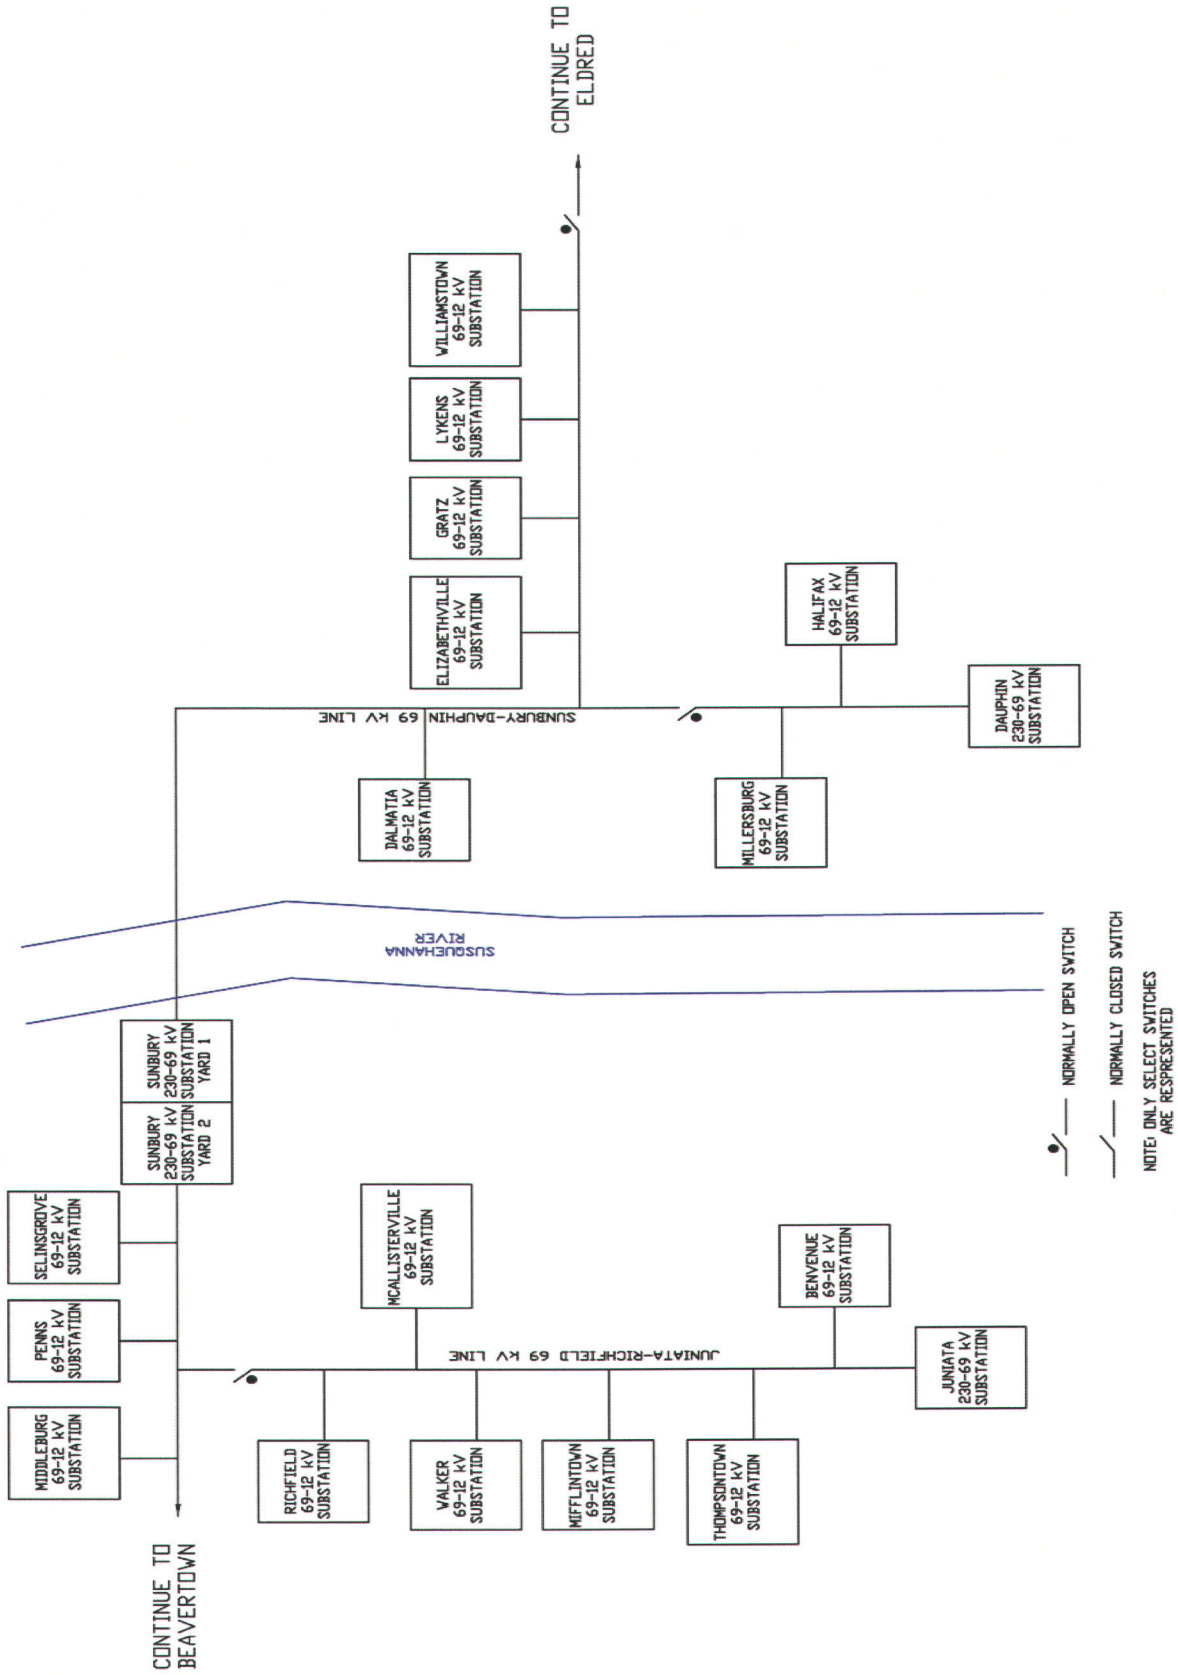 CONTINUE TO
BEAVERTOWN
MIDDLEBURG
69-12 kV
SUBSTATION
PENNS
69-12 kV
SUBSTATION
SELINSGROVE
69-12 kV
SUBSTATION
SUNBURY
230-69 kV
SUBSTATION
YARD 2
SUNBURY
230-69 kV
SUBSTATION
YARD 1
RICHFIELD
69-12 kV
SUBSTATION
MCALLISTERVILLE
69-12 kV
SUBSTATION
WALKER
69-12 kV
SUBSTATION
JUNIATA-RICHFIELD 69 kV LINE
MIFFLINTOWN
69-12 kV
SUBSTATION
THOMPSONTOWN
69-12 kV
SUBSTATION
BENVENUE
69-12 kV
SUBSTATION
JUNIATA
230-69 kV
SUBSTATION
SUSQUEHANNA
RIVER
DALMATIA
69-12 kV
SUBSTATION
SUNBURY-DAUPHIN 69 kV LINE
ELIZABETHVILLE
69-12 kV
SUBSTATION
GRATZ
69-12 kV
SUBSTATION
LYKENS
69-12 kV
SUBSTATION
WILLIAMSTOWN
69-12 kV
SUBSTATION
CONTINUE TO
ELDRED
MILLERSBURG
69-12 kV
SUBSTATION
HALIFAX
69-12 kV
SUBSTATION
DAUPHIN
230-69 kV
SUBSTATION
NORMALLY OPEN SWITCH
NORMALLY CLOSED SWITCH
NOTE: ONLY SELECT SWITCHES
ARE RESPRESENTED